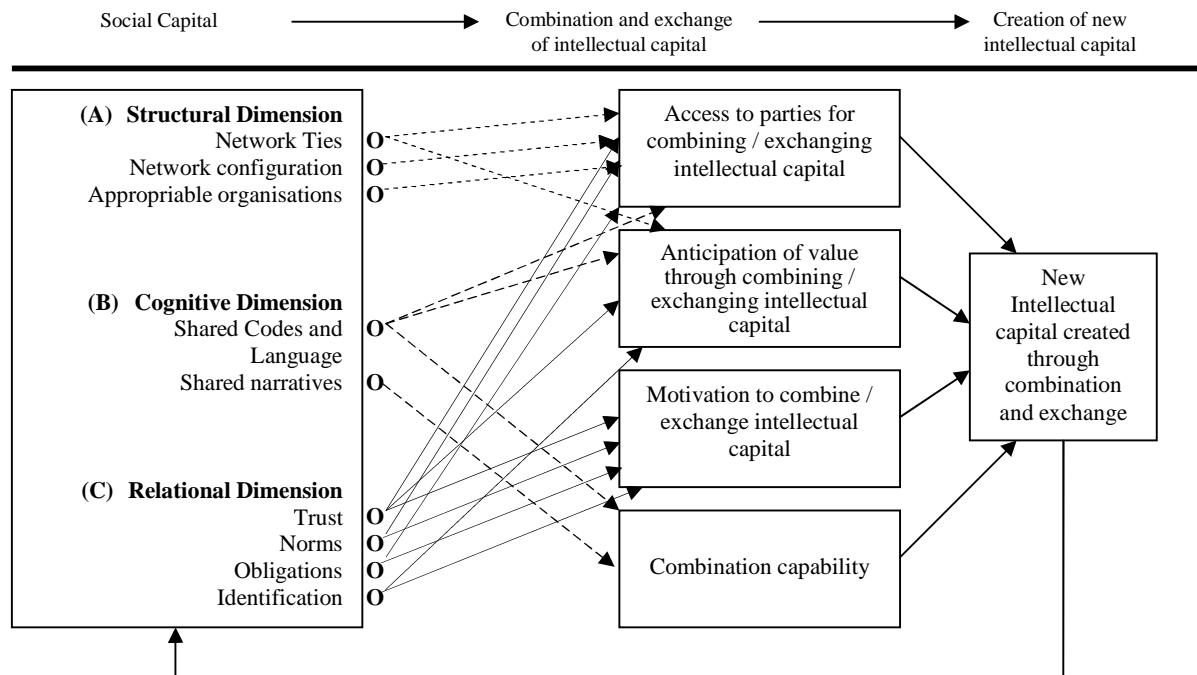 Social Capital
Combination and exchange
of intellectual capital
Creation of new
intellectual capital
(A) Structural Dimension
Network Ties O
Network configuration O
Appropriable organisations O
(B) Cognitive Dimension
Shared Codes and O
Language
Shared narratives O
(C) Relational Dimension
Trust O
Norms O
Obligations O
Identification O
Access to parties for
combining / exchanging
intellectual capital
Anticipation of value
through combining /
exchanging intellectual
capital
Motivation to combine /
exchange intellectual
capital
Combination capability
New
Intellectual
capital created
through
combination
and exchange